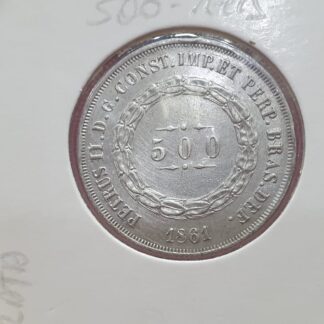 500-REIS
PETRUS II.D.G.CONST.IMP.ET PERP.BRAS.DEF.
500
1861